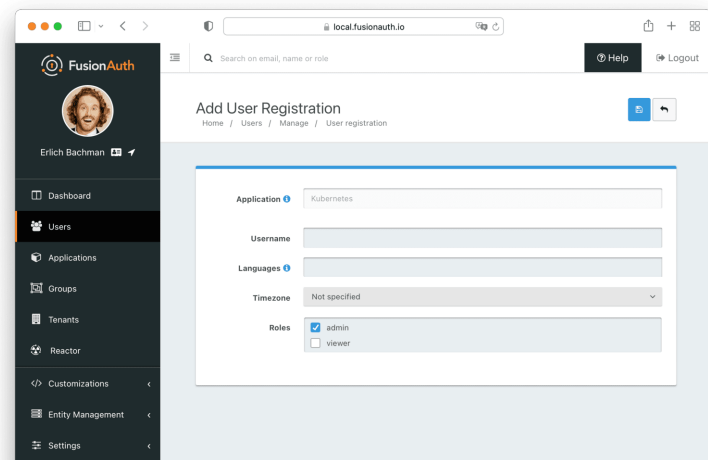 local.fusionauth.io
FusionAuth
Search on email, name or role
Help
Logout
Erlich Bachman
Add User Registration
Home / Users / Manage / User registration
Dashboard
Users
Applications
Groups
Tenants
Reactor
Customizations
Entity Management
Settings
Application
Kubernetes
Username
Languages
Timezone
Not specified
Roles
admin
viewer